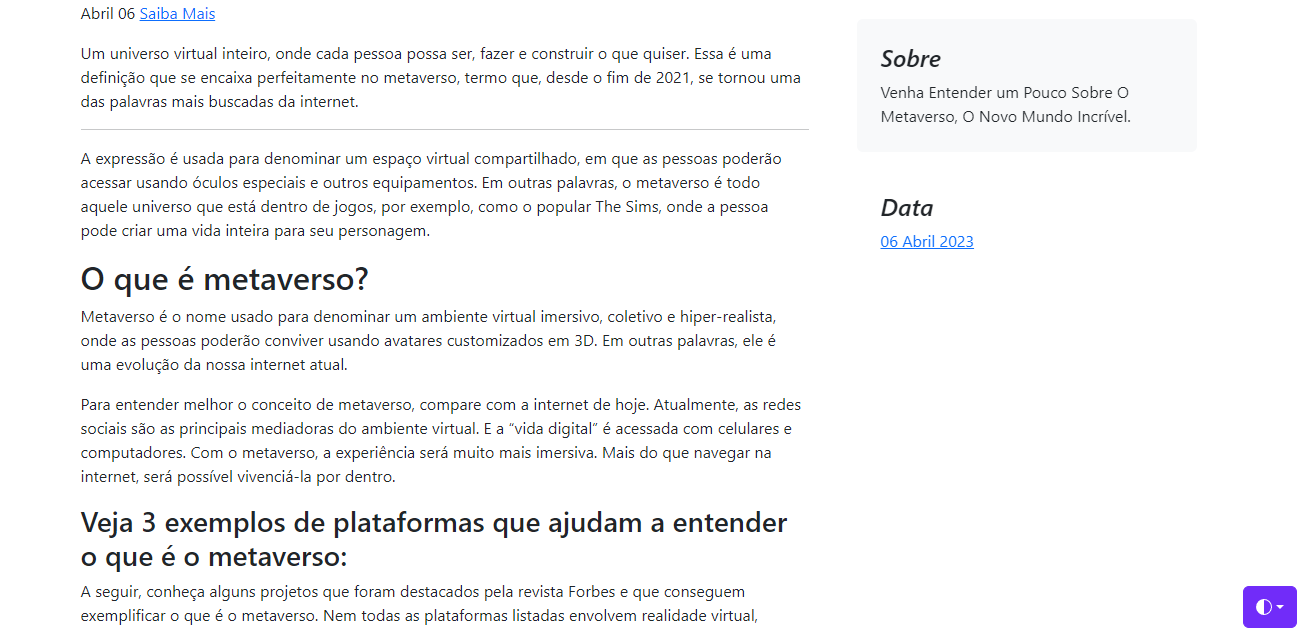 Abril 06 Saiba Mais
Um universo virtual inteiro, onde cada pessoa possa ser, fazer e construir o que quiser. Essa é uma
definição que se encaixa perfeitamente no metaverso, termo que, desde o fim de 2021, se tornou uma
das palavras mais buscadas da internet.
A expressão é usada para denominar um espaço virtual compartilhado, em que as pessoas poderão
acessar usando óculos especiais e outros equipamentos. Em outras palavras, o metaverso é todo
aquele universo que está dentro de jogos, por exemplo, como o popular The Sims, onde a pessoa
pode criar uma vida inteira para seu personagem.
O que é metaverso?
Metaverso é o nome usado para denominar um ambiente virtual imersivo, coletivo e hiper-realista,
onde as pessoas poderão conviver usando avatares customizados em 3D. Em outras palavras, ele é
uma evolução da nossa internet atual.
Para entender melhor o conceito de metaverso, compare com a internet de hoje. Atualmente, as redes
sociais são as principais mediadoras do ambiente virtual. E a “vida digital” é acessada com celulares e
computadores. Com o metaverso, a experiência será muito mais imersiva. Mais do que navegar na
internet, será possível vivenciá-la por dentro.
Veja 3 exemplos de plataformas que ajudam a entender
o que é o metaverso:
A seguir, conheça alguns projetos que foram destacados pela revista Forbes e que conseguem
exemplificar o que é o metaverso. Nem todas as plataformas listadas envolvem realidade virtual,
Sobre
Venha Entender um Pouco Sobre O
Metaverso, O Novo Mundo Incrível.
Data
06 Abril 2023